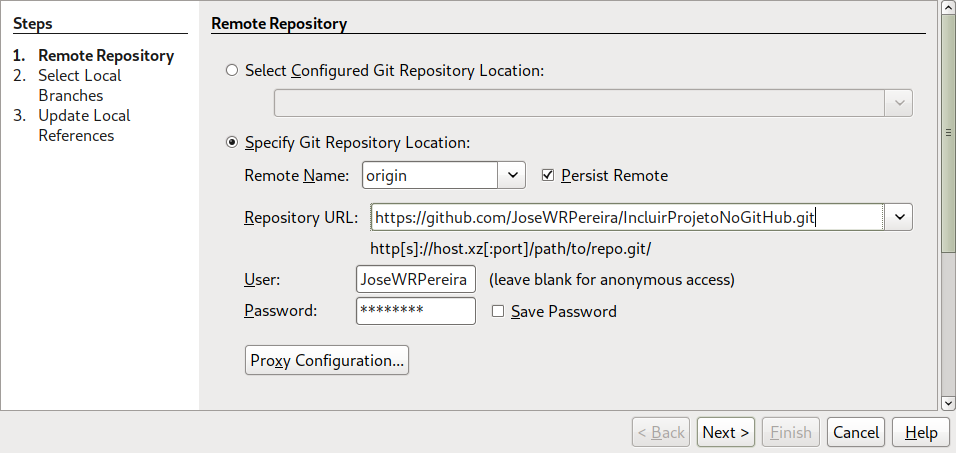 Steps
1. Remote Repository
2. Select Local
Branches
3. Update Local
References
Remote Repository
Select Configured Git Repository Location:
Specify Git Repository Location:
Remote Name: origin Persist Remote
Repository URL: https://github.com/JoseWRPereira/IncluirProjetoNoGitHub.git
http[s]://host.xz[:port]/path/to/repo.git/
User: JoseWRPereira (leave blank for anonymous access)
Password: ******** Save Password
Proxy Configuration...
< Back Next > Finish Cancel Help